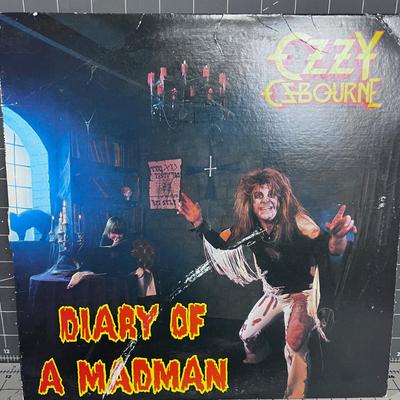 OZZY
OSBOURNE
DIARY OF
A MADMAN